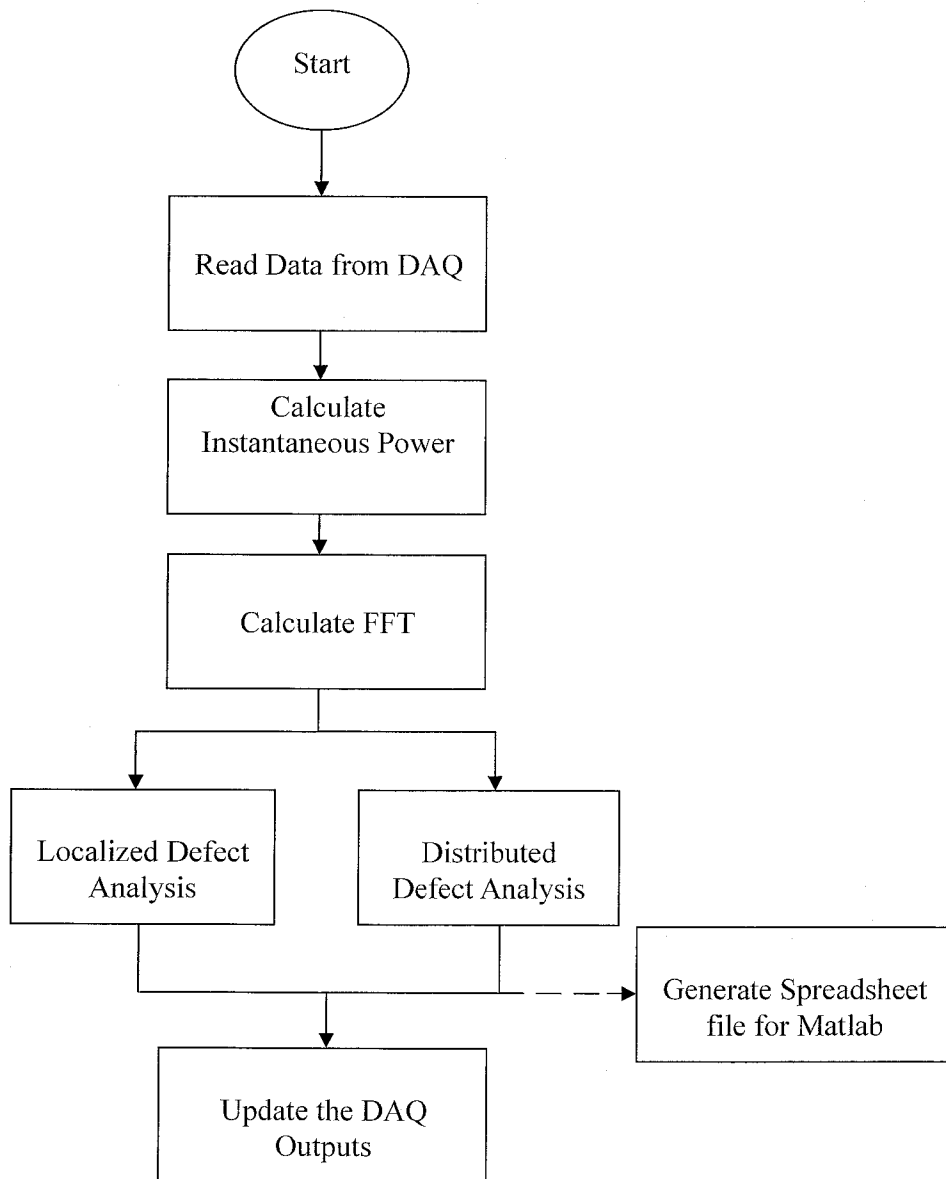 Start
Read Data from DAQ
Calculate
Instantaneous Power
Calculate FFT
Localized Defect
Analysis
Distributed
Defect Analysis
Generate Spreadsheet
file for Matlab
Update the DAQ
Outputs